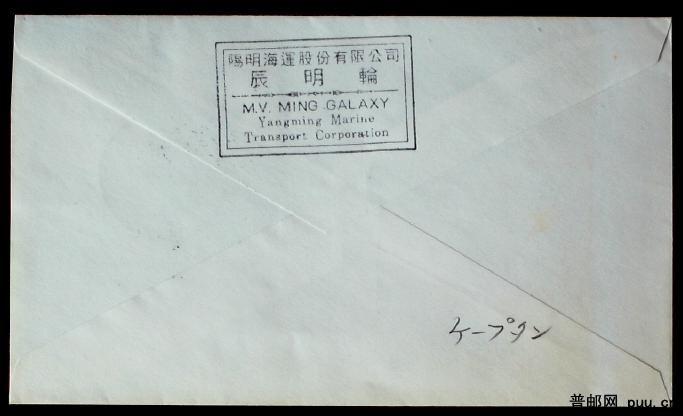 陽明海運股份有限公司
辰明輪
M.V. MING GALAXY
Yangming Marine
Transport Corporation
ケープタン
普邮网 puu.cn